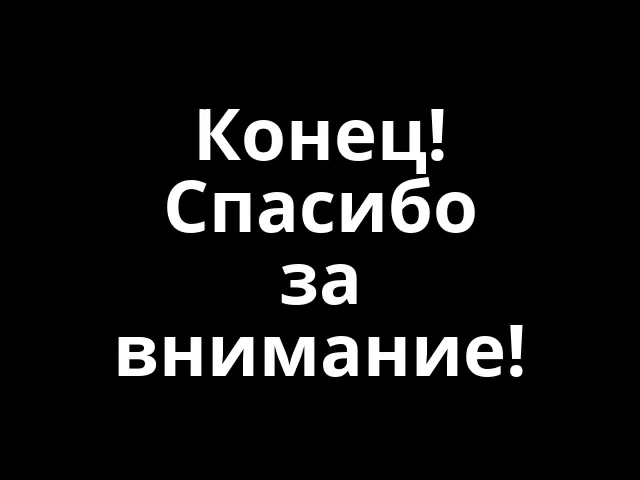 Конец!
Спасибо
за
внимание!